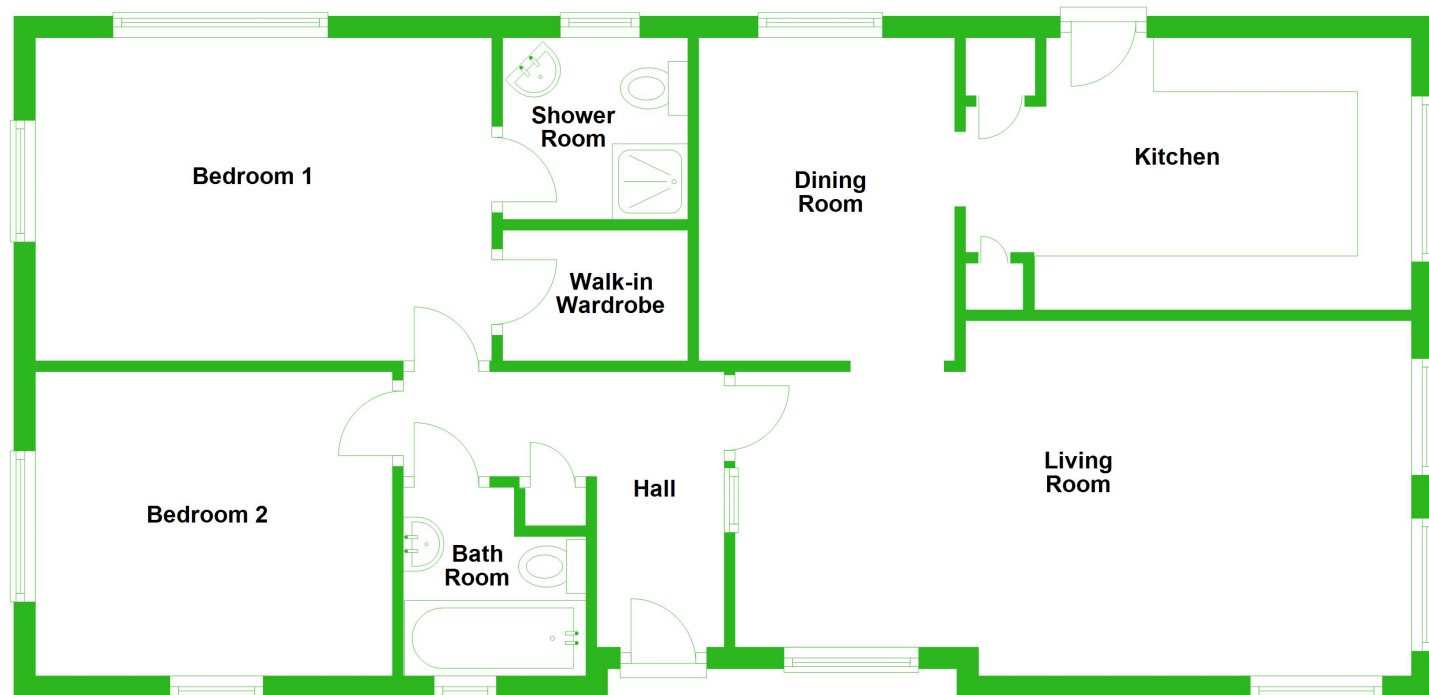 Bedroom 1
Shower
Room
Walk-in
Wardrobe
Dining
Room
Kitchen
Bedroom 2
Bath
Room
Hall
Living
Room